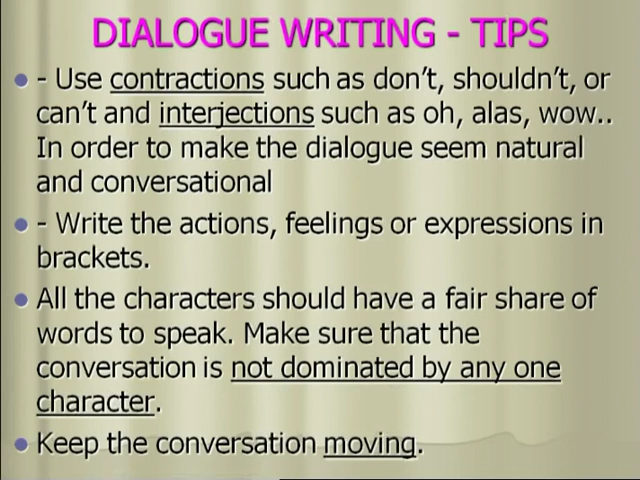 DIALOGUE WRITING - TIPS
- Use contractions such as don't, shouldn't, or
can't and interjections such as oh, alas, wow..
In order to make the dialogue seem natural
and conversational
- Write the actions, feelings or expressions in
brackets.
All the characters should have a fair share of
words to speak. Make sure that the
conversation is not dominated by any one
character.
Keep the conversation moving.